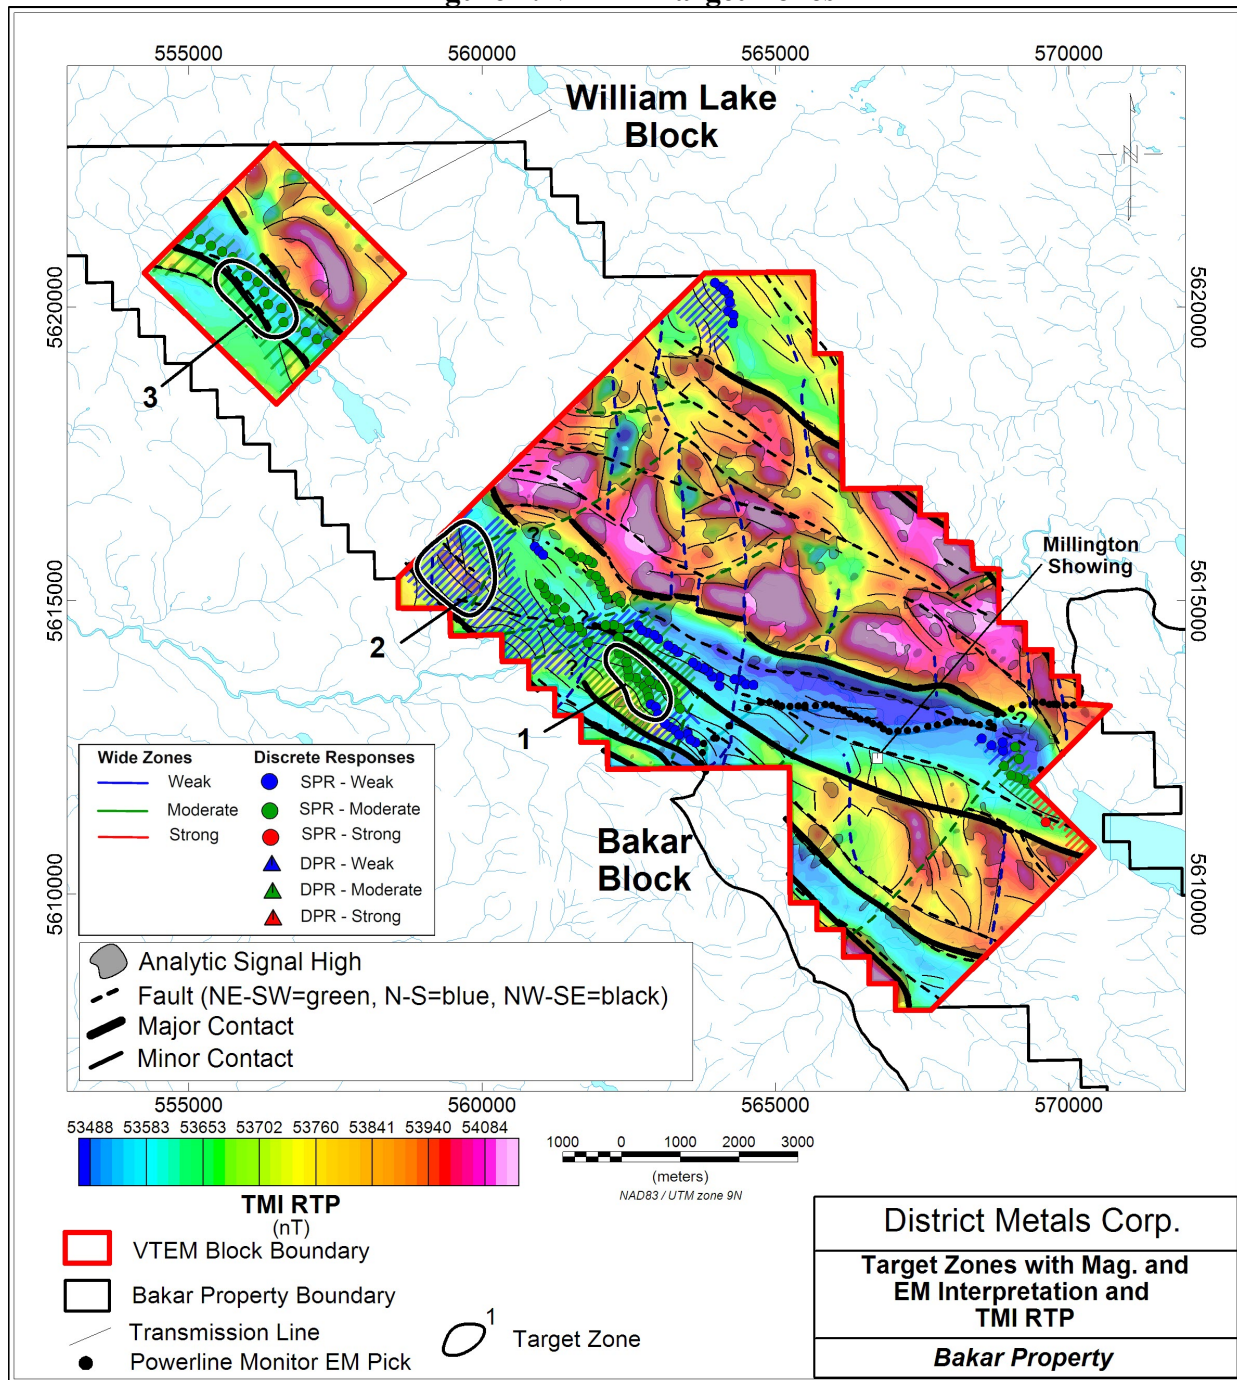 555000 560000 565000 570000
William Lake
Block
5620000
5620000
3
Millington
Showing
5615000
5615000
2
1
?
?
?
?
?
Wide Zones
Weak
Moderate
Strong
Discrete Responses
SPR - Weak
SPR - Moderate
SPR - Strong
DPR - Weak
DPR - Moderate
DPR - Strong
Bakar
Block
5610000
5610000
Analytic Signal High
Fault (NE-SW=green, N-S=blue, NW-SE=black)
Major Contact
Minor Contact
555000 560000 565000 570000
53488 53583 53653 53702 53760 53841 53940 54084
TMI RTP
(nT)
1000 0 1000 2000 3000
(meters)
NAD83 / UTM zone 9N
VTEM Block Boundary
Bakar Property Boundary
Transmission Line
Powerline Monitor EM Pick
1
Target Zone
District Metals Corp.
Target Zones with Mag. and
EM Interpretation and
TMI RTP
Bakar Property